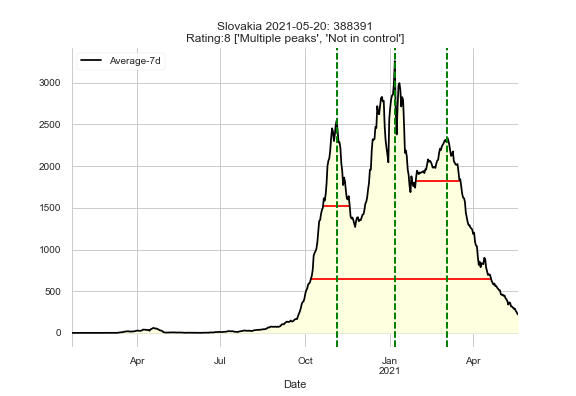 Slovakia 2021-05-20: 388391
Rating:8 ['Multiple peaks', 'Not in control']
Average-7d
3000
2500
2000
1500
1000
500
0
Apr Jul Oct Jan Apr
2021
Date